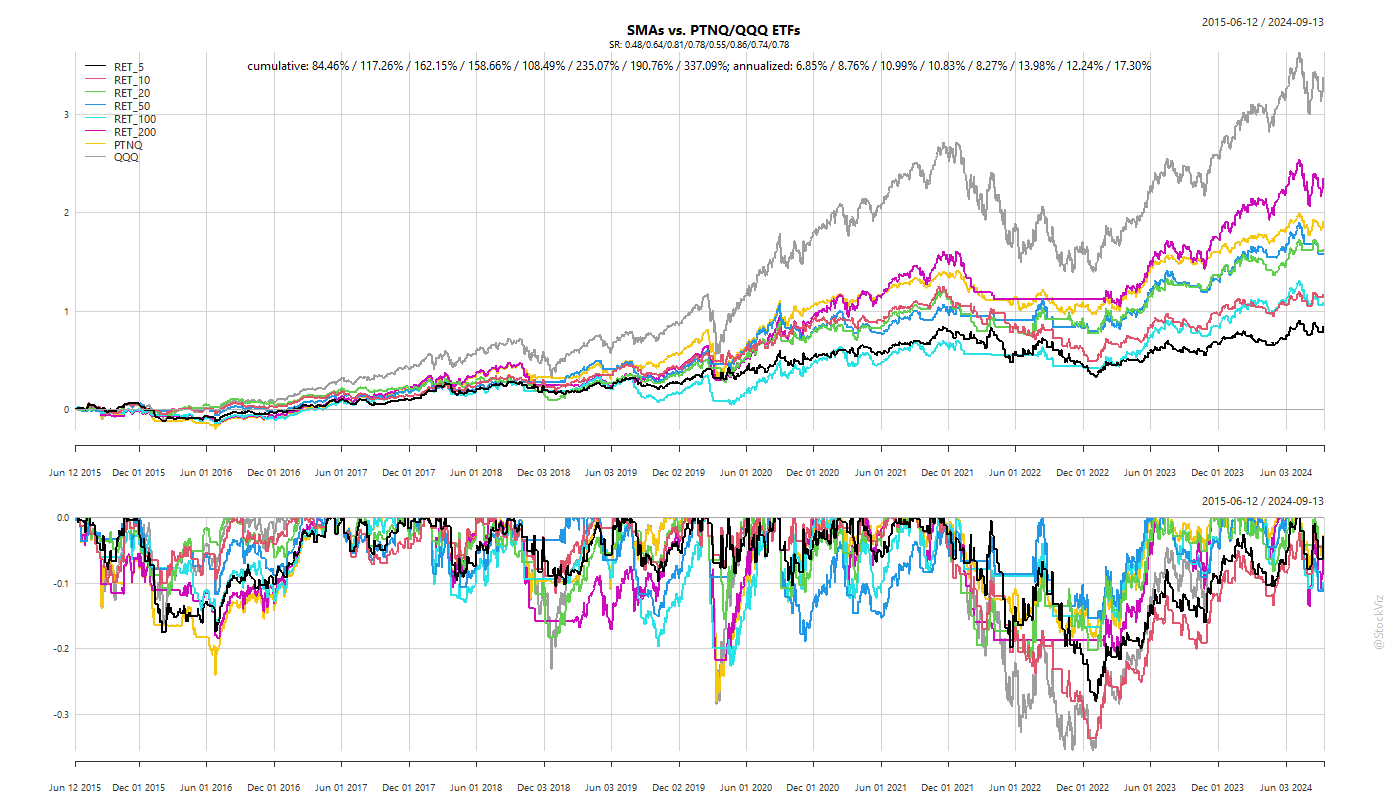 SMAs vs. PTNQ/QQQ ETFs
2015-06-12 / 2024-09-13
SR: 0.48/0.64/0.81/0.78/0.55/0.86/0.74/0.78
cumulative: 84.46% / 117.26% / 162.15% / 158.66% / 108.49% / 235.07% / 190.76% / 337.09%; annualized: 6.85% / 8.76% / 10.99% / 10.83% / 8.27% / 13.98% / 12.24% / 17.30%
RET_5
RET_10
RET_20
RET_50
RET_100
RET_200
PTNQ
QQQ
3
2
1
0
Jun 12 2015 Dec 01 2015 Jun 01 2016 Dec 01 2016 Jun 01 2017 Dec 01 2017 Jun 01 2018 Dec 03 2018 Jun 03 2019 Dec 02 2019 Jun 01 2020 Dec 01 2020 Jun 01 2021 Dec 01 2021 Jun 01 2022 Dec 01 2022 Jun 01 2023 Dec 01 2023 Jun 03 2024
2015-06-12 / 2024-09-13
0.0
-0.1
-0.2
-0.3
Jun 12 2015 Dec 01 2015 Jun 01 2016 Dec 01 2016 Jun 01 2017 Dec 01 2017 Jun 01 2018 Dec 03 2018 Jun 03 2019 Dec 02 2019 Jun 01 2020 Dec 01 2020 Jun 01 2021 Dec 01 2021 Jun 01 2022 Dec 01 2022 Jun 01 2023 Dec 01 2023 Jun 03 2024
@StockViz